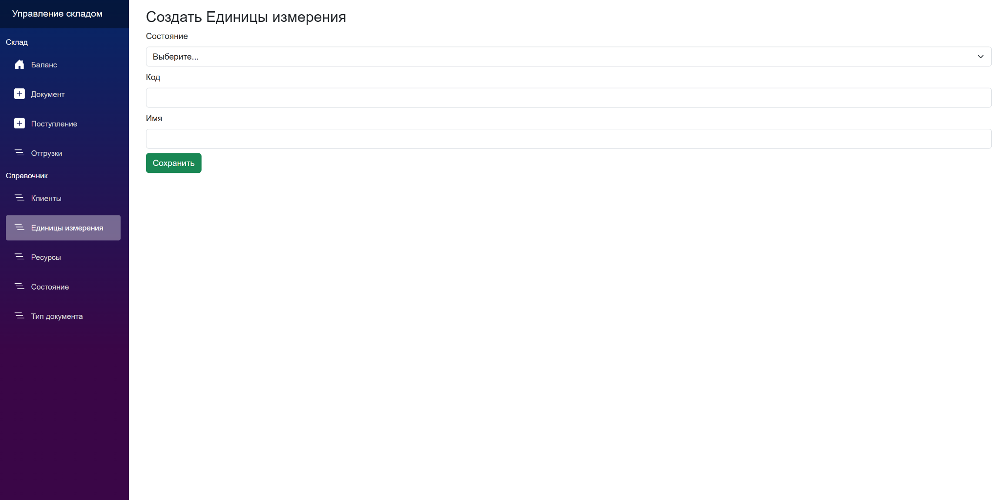 Управление складом
Склад
Баланс
Документ
Поступление
Отгрузки
Справочник
Клиенты
Единицы измерения
Ресурсы
Состояние
Тип документа
Создать Единицы измерения
Состояние
Выберите...
Код
Имя
Сохранить